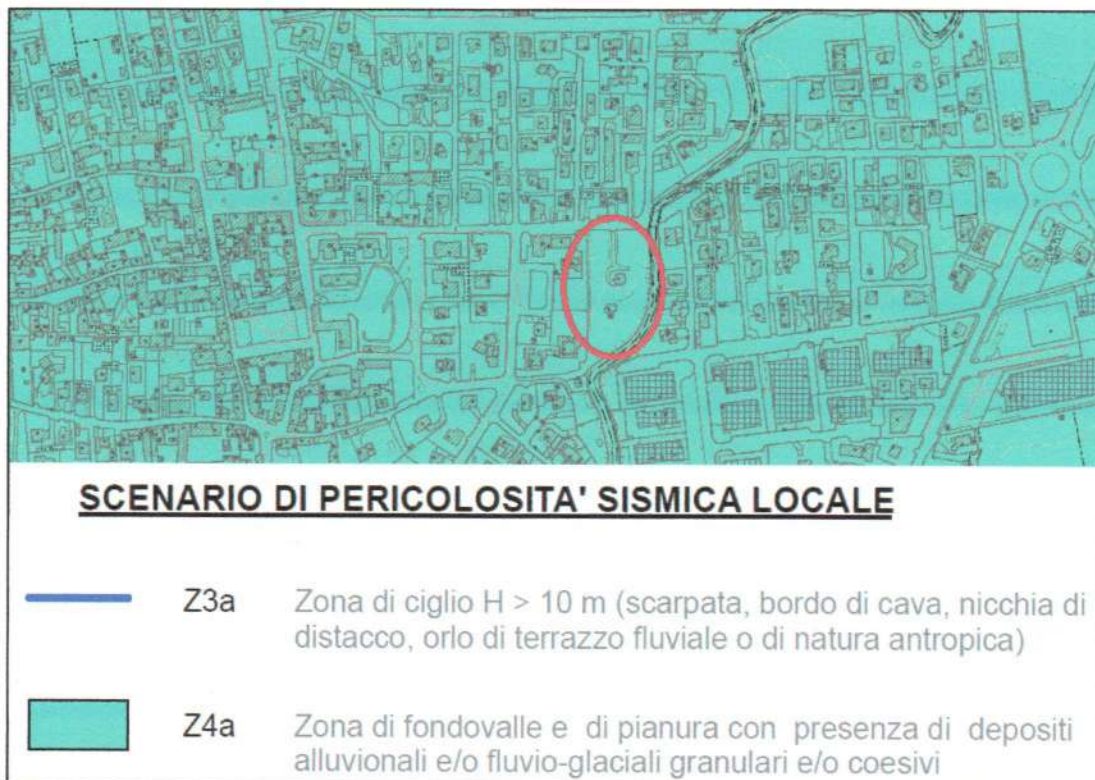 SCENARIO DI PERICOLOSITA' SISMICA LOCALE
Z3a
Zona di ciglio H > 10 m (scarpata, bordo di cava, nicchia di
distacco, orlo di terrazzo fluviale o di natura antropica)
Z4a
Zona di fondovalle e di pianura con presenza di depositi
alluvionali e/o fluvio-glaciali granulari e/o coesivi